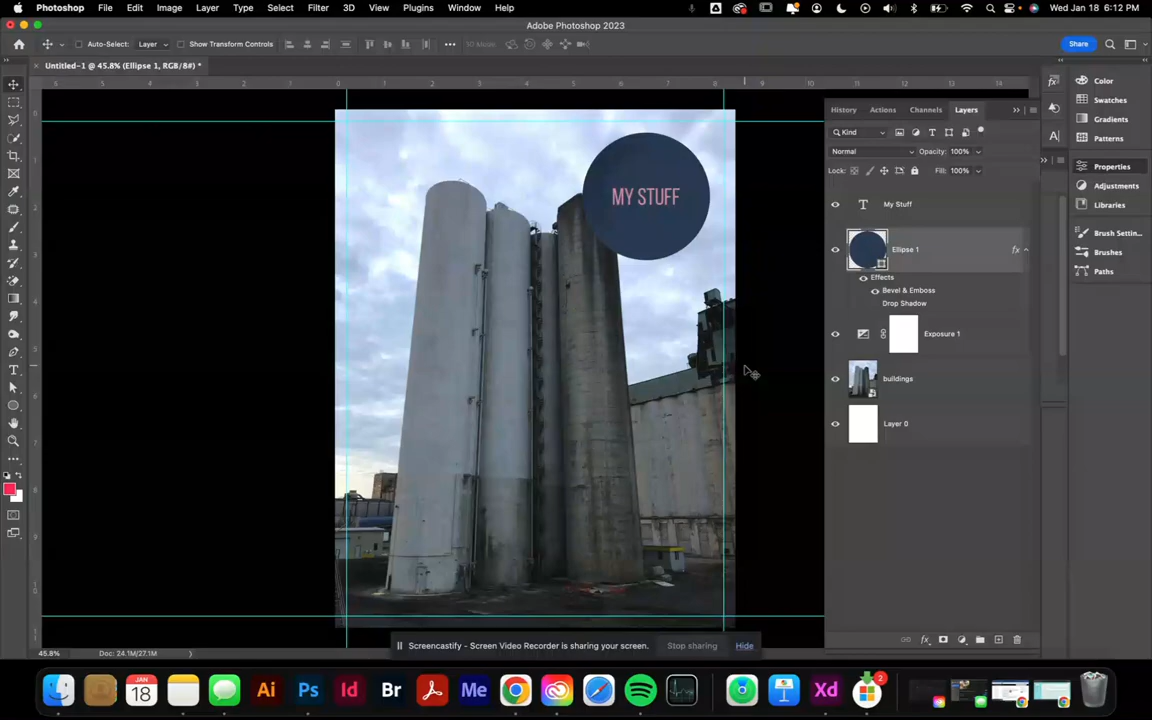 Photoshop File Edit Image Layer Type Select Filter 3D View Plugins Window Help Wed Jan 18 6:12 PM
Adobe Photoshop 2023
Auto-Select: Layer Show Transform Controls 3D Mode Share
Untitled-1 @ 45.8% (Ellipse 1, RGB/8#) *
History Actions Channels Layers
Kind
Normal Opacity: 100%
Lock: Fill: 100%
My Stuff
Ellipse 1 fx
Effects
Bevel & Emboss
Drop Shadow
Exposure 1
buildings
Layer 0
Color
Swatches
Gradients
Patterns
Properties
Adjustments
Libraries
Brush Settin...
Brushes
Paths
MY STUFF
45.8% Doc: 24.1M/27.1M
Screencastify - Screen Video Recorder is sharing your screen. Stop sharing Hide
JAN
18
Ai Ps Id Br Me Xd 2